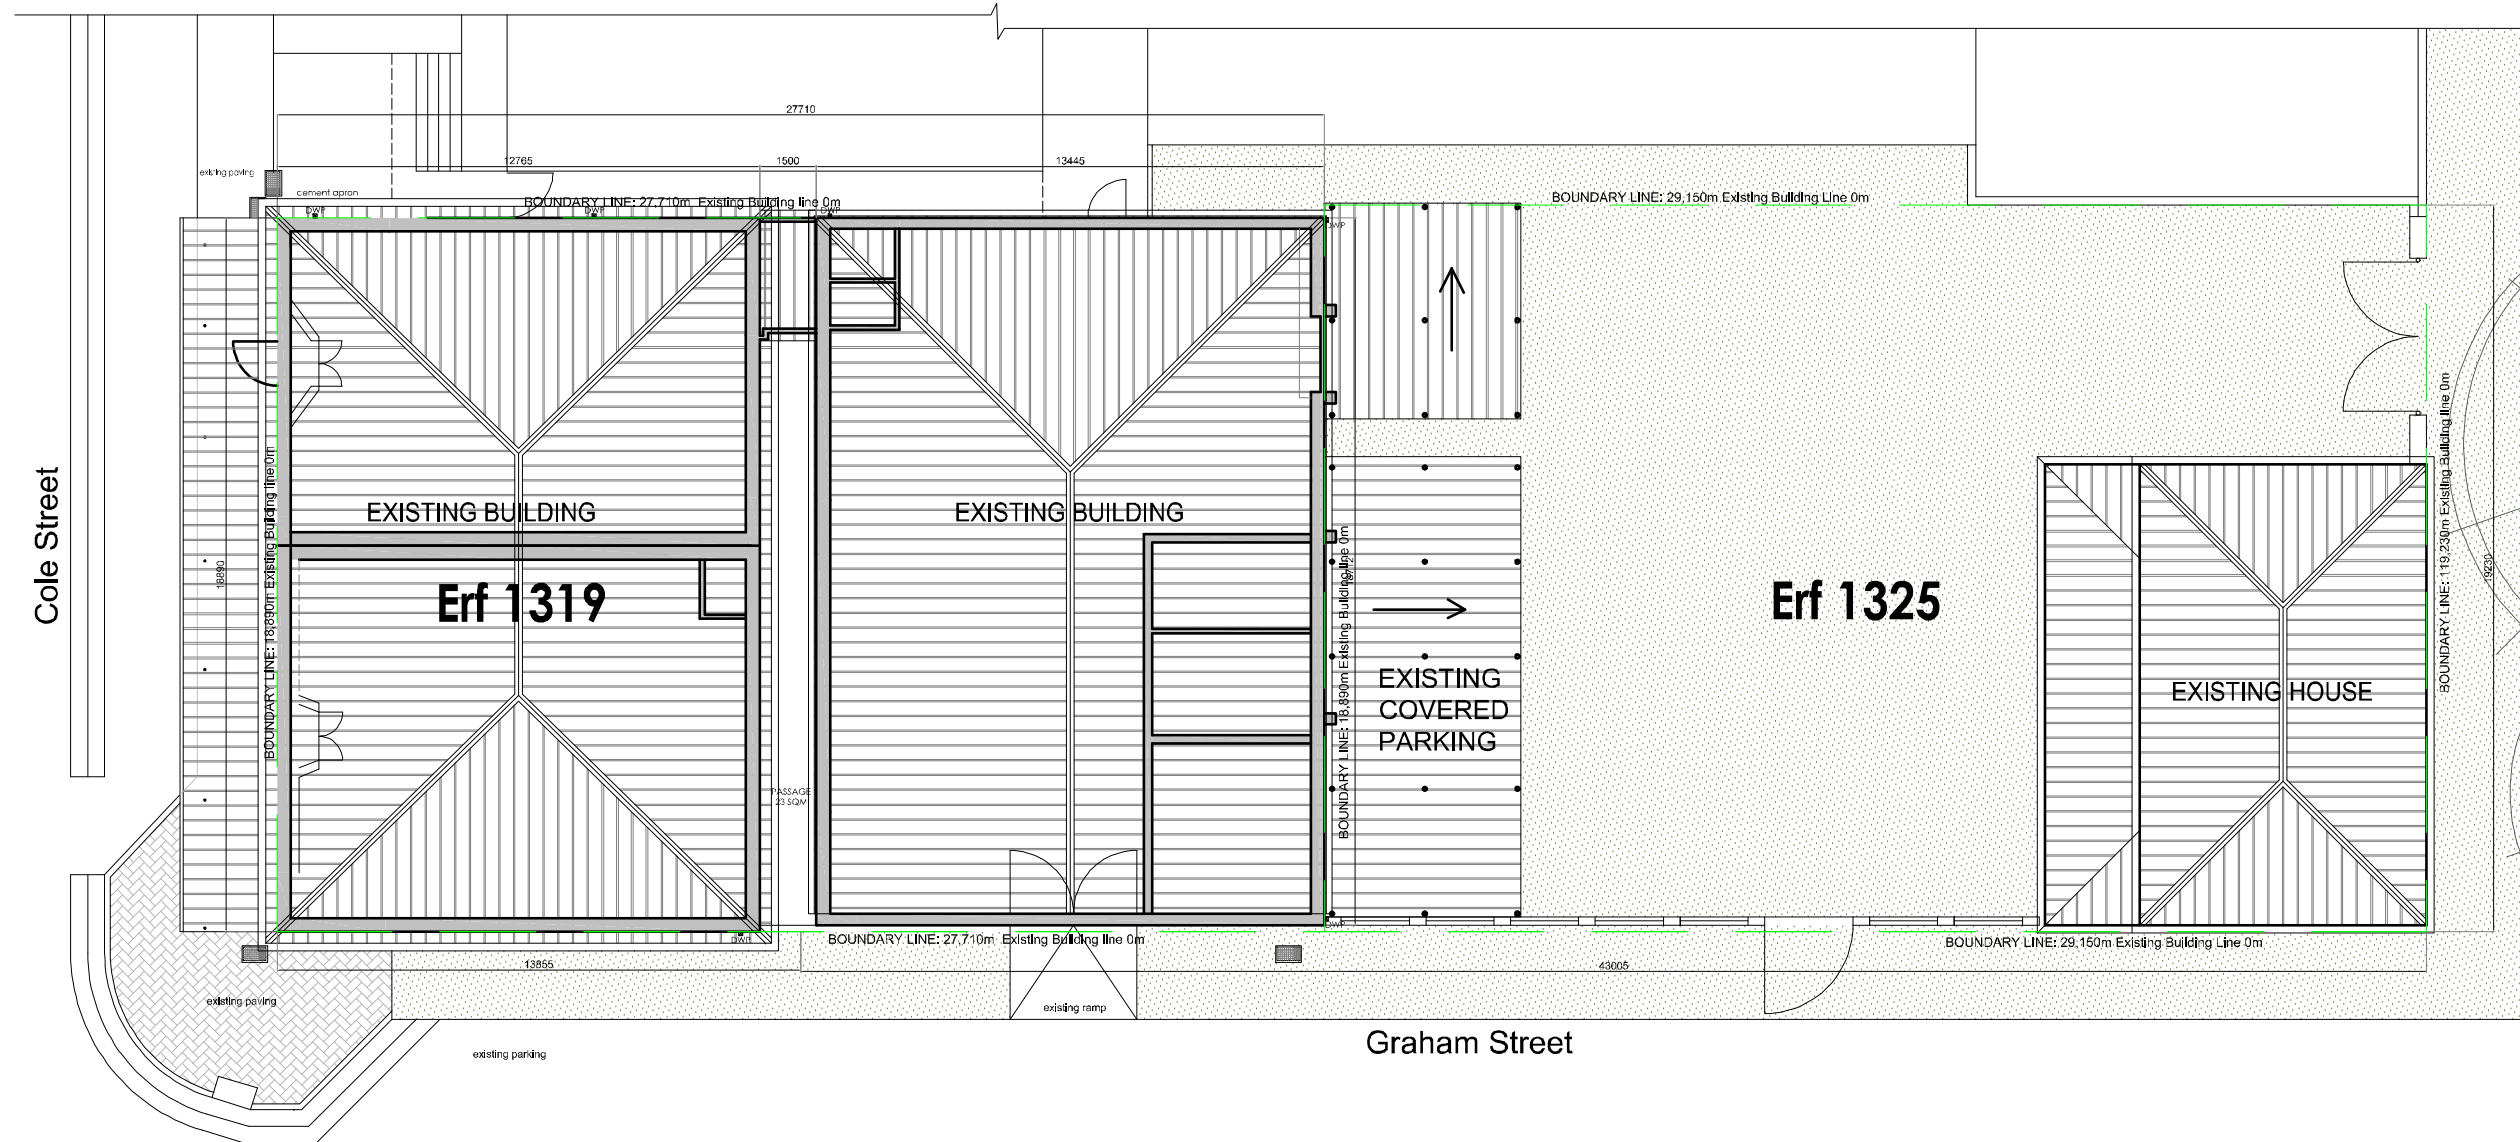 27710
12765
1500
13445
existing paving
cement apron
BOUNDARY LINE: 27,710m Existing Building line 0m
BOUNDARY LINE: 29,150m Existing Building Line 0m
DWP
DWP
DWP
DWP
Cole Street
18890
BOUNDARY LINE: 18,890m Existing Building line 0m
EXISTING BUILDING
Erf 1319
PASSAGE
23 SQM
EXISTING BUILDING
BOUNDARY LINE: 18,890m Existing Building line 0m
EXISTING
COVERED
PARKING
Erf 1325
EXISTING HOUSE
BOUNDARY LINE: 119,230m Existing Building line 0m
19230
DWP
DWP
BOUNDARY LINE: 27,710m Existing Building line 0m
BOUNDARY LINE: 29,150m Existing Building Line 0m
13855
43005
existing paving
existing ramp
existing parking
Graham Street